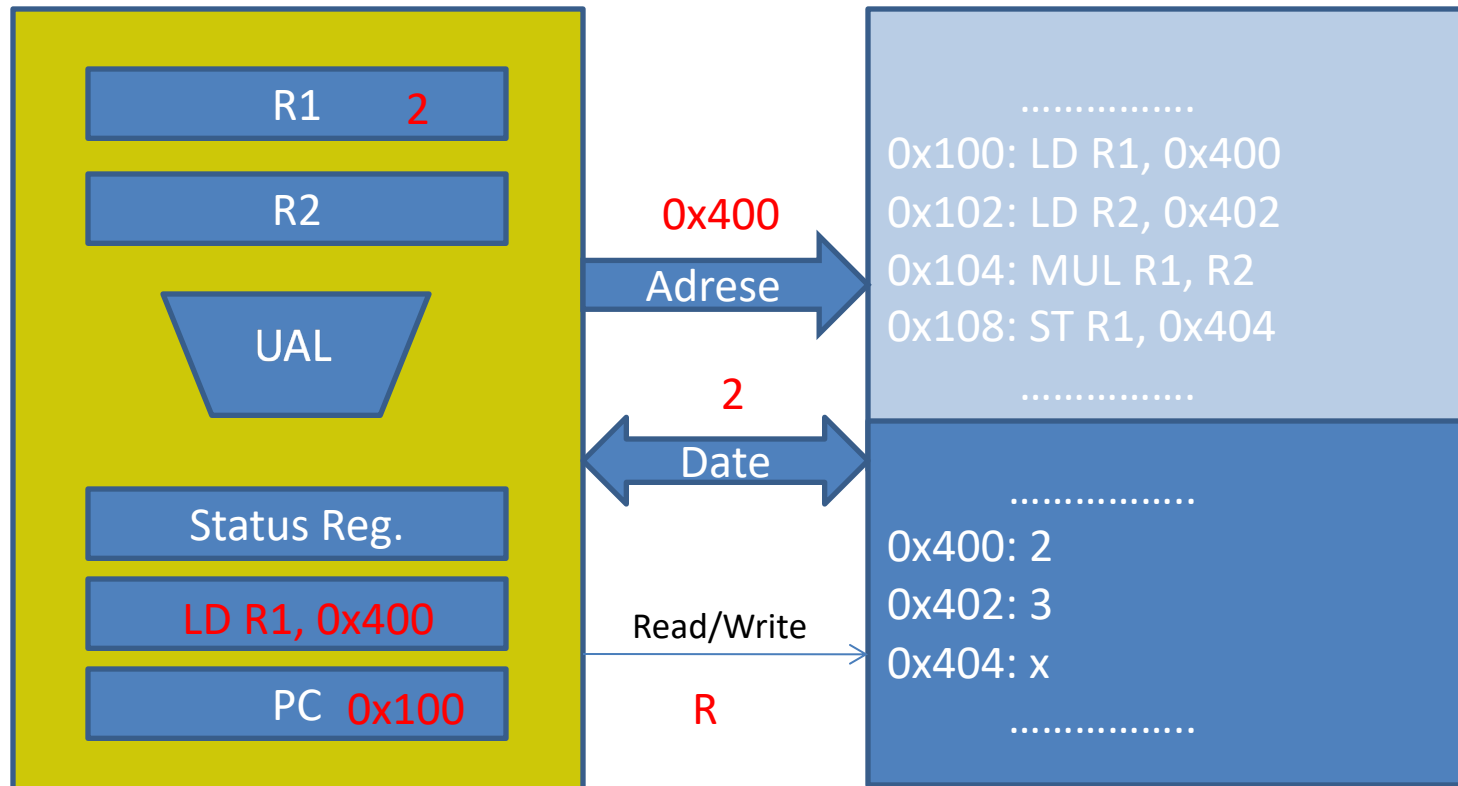 R1 2
R2
UAL
Status Reg.
LD R1, 0x400
PC 0x100
0x400
Adrese
2
Date
Read/Write
R
.................
0x100: LD R1, 0x400
0x102: LD R2, 0x402
0x104: MUL R1, R2
0x108: ST R1, 0x404
.................
..................
0x400: 2
0x402: 3
0x404: x
..................